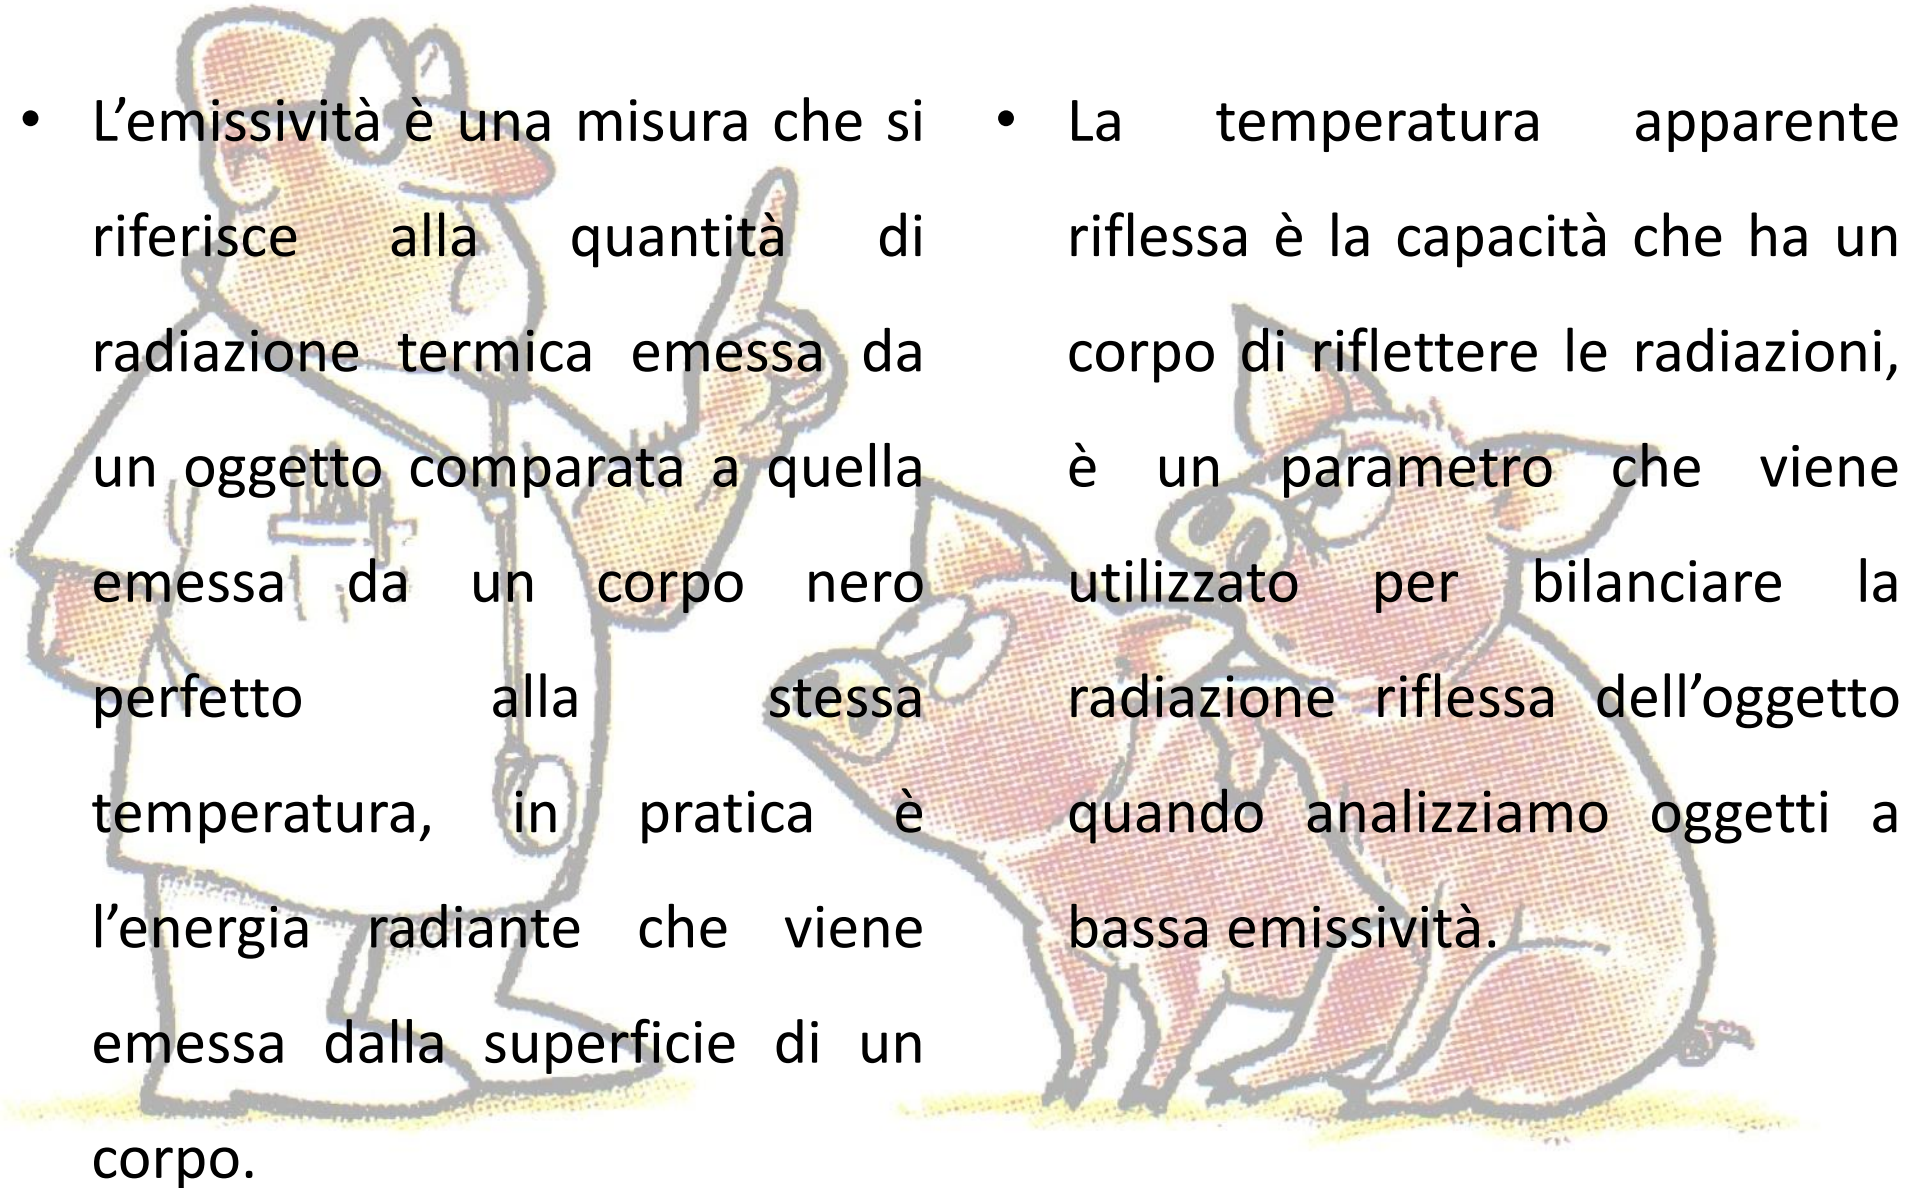 • L’emissività è una misura che si
riferisce alla quantità di
radiazione termica emessa da
un oggetto comparata a quella
emessa da un corpo nero
perfetto alla stessa
temperatura, in pratica è
l’energia radiante che viene
emessa dalla superficie di un
corpo.
• La temperatura apparente
riflessa è la capacità che ha un
corpo di riflettere le radiazioni,
è un parametro che viene
utilizzato per bilanciare la
radiazione riflessa dell’oggetto
quando analizziamo oggetti a
bassa emissività.